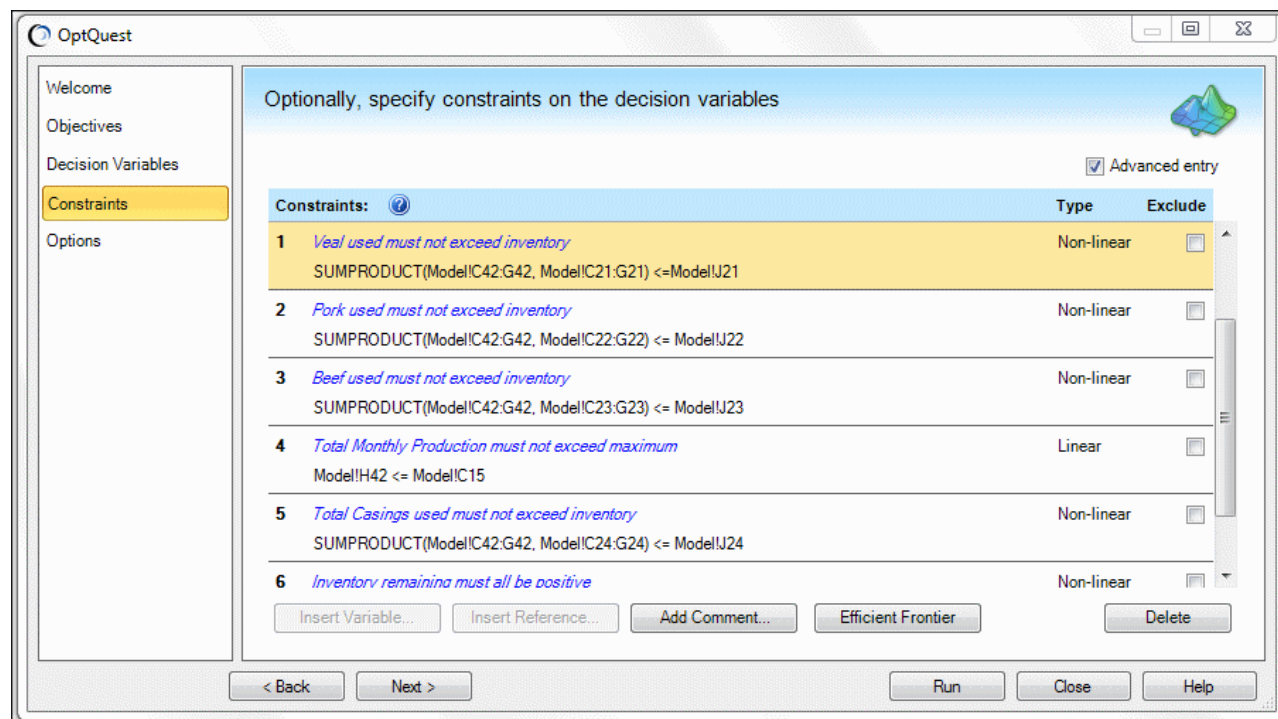 OptQuest
Welcome
Objectives
Decision Variables
Constraints
Options
Optionally, specify constraints on the decision variables
Advanced entry
Constraints: Type Exclude
1 Veal used must not exceed inventory Non-linear
SUMPRODUCT(Model!C42:G42, Model!C21:G21) <=Model!J21
2 Pork used must not exceed inventory Non-linear
SUMPRODUCT(Model!C42:G42, Model!C22:G22) <= Model!J22
3 Beef used must not exceed inventory Non-linear
SUMPRODUCT(Model!C42:G42, Model!C23:G23) <= Model!J23
4 Total Monthly Production must not exceed maximum Linear
Model!H42 <= Model!C15
5 Total Casings used must not exceed inventory Non-linear
SUMPRODUCT(Model!C42:G42, Model!C24:G24) <= Model!J24
6 Inventory remaining must all be positive Non-linear
Insert Variable... Insert Reference... Add Comment... Efficient Frontier Delete
< Back Next > Run Close Help